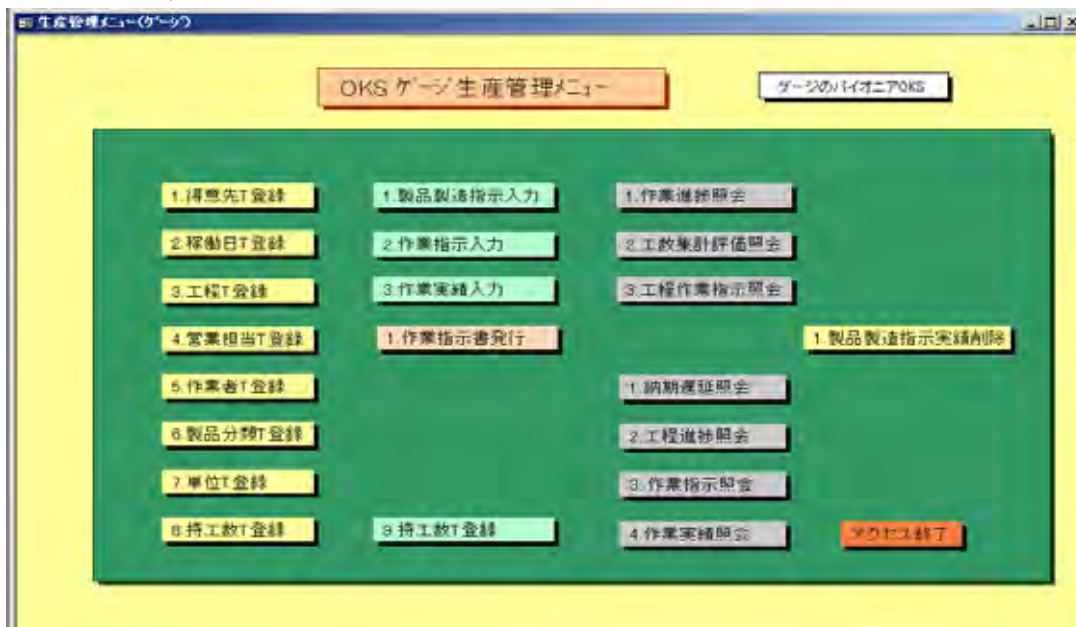 生産管理メニュー(ゲージ)
OKS ゲージ生産管理メニュー
ゲージのパイオニアOKS
1.得意先T登録
2.稼働日T登録
3.工程T登録
4.営業担当T登録
5.作業者T登録
6.製品分類T登録
7.単位T登録
8.持工数T登録
1.製品製造指示入力
2.作業指示入力
3.作業実績入力
1.作業指示書発行
9.持工数T登録
1.作業進捗照会
2.工数集計評価照会
3.工程作業指示照会
1.納期遅延照会
2.工程進捗照会
3.作業指示照会
4.作業実績照会
1.製品製造指示実績削除
アクセス終了